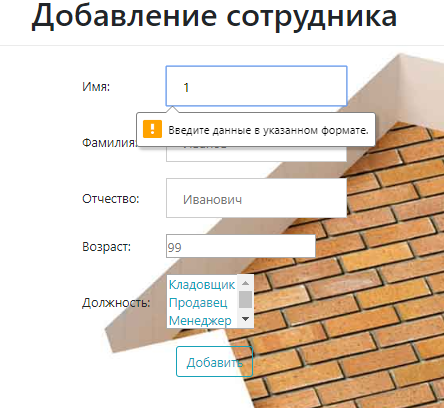 Добавление сотрудника
Имя:
1
Введите данные в указанном формате.
Фамилия:
Отчество:
Иванович
Возраст:
99
Должность:
Кладовщик
Продавец
Менеджер
Добавить